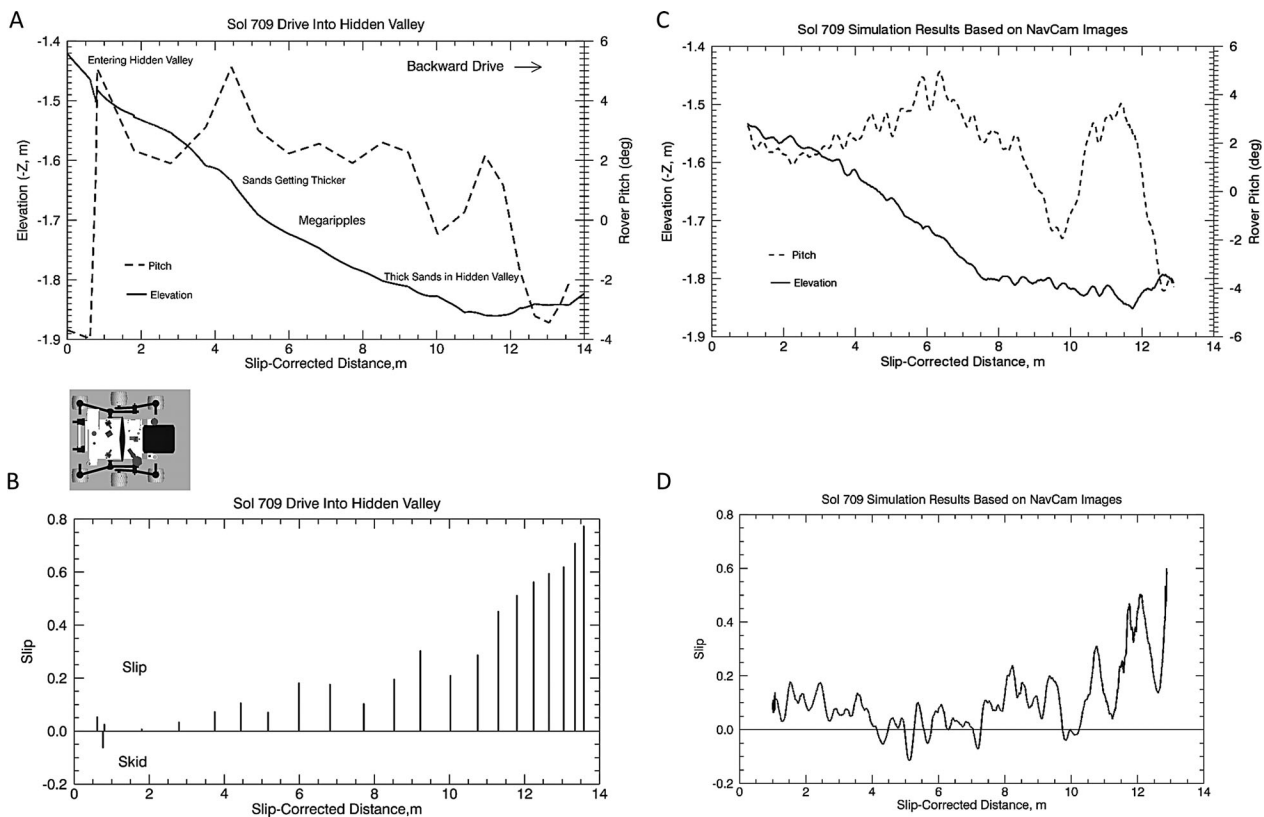 A
Sol 709 Drive Into Hidden Valley
-1.4
-1.5
-1.6
-1.7
-1.8
-1.9
Elevation (-Z, m)
Entering Hidden Valley
Backward Drive
Sands Getting Thicker
Megaripples
Thick Sands in Hidden Valley
Pitch
Elevation
6
4
2
0
-2
-4
Rover Pitch (deg)
0 2 4 6 8 10 12 14
Slip-Corrected Distance,m
C
Sol 709 Simulation Results Based on NavCam Images
-1.4
-1.5
-1.6
-1.7
-1.8
-1.9
Elevation (-Z, m)
Pitch
Elevation
6
4
2
0
-2
-4
-6
Rover Pitch (deg)
0 2 4 6 8 10 12 14
Slip-Corrected Distance, m
B
Sol 709 Drive Into Hidden Valley
0.8
0.6
0.4
0.2
0.0
-0.2
Slip
Slip
Skid
0 2 4 6 8 10 12 14
Slip-Corrected Distance,m
D
Sol 709 Simulation Results Based on NavCam Images
0.8
0.6
0.4
0.2
0.0
-0.2
Slip
0 2 4 6 8 10 12 14
Slip-Corrected Distance, m